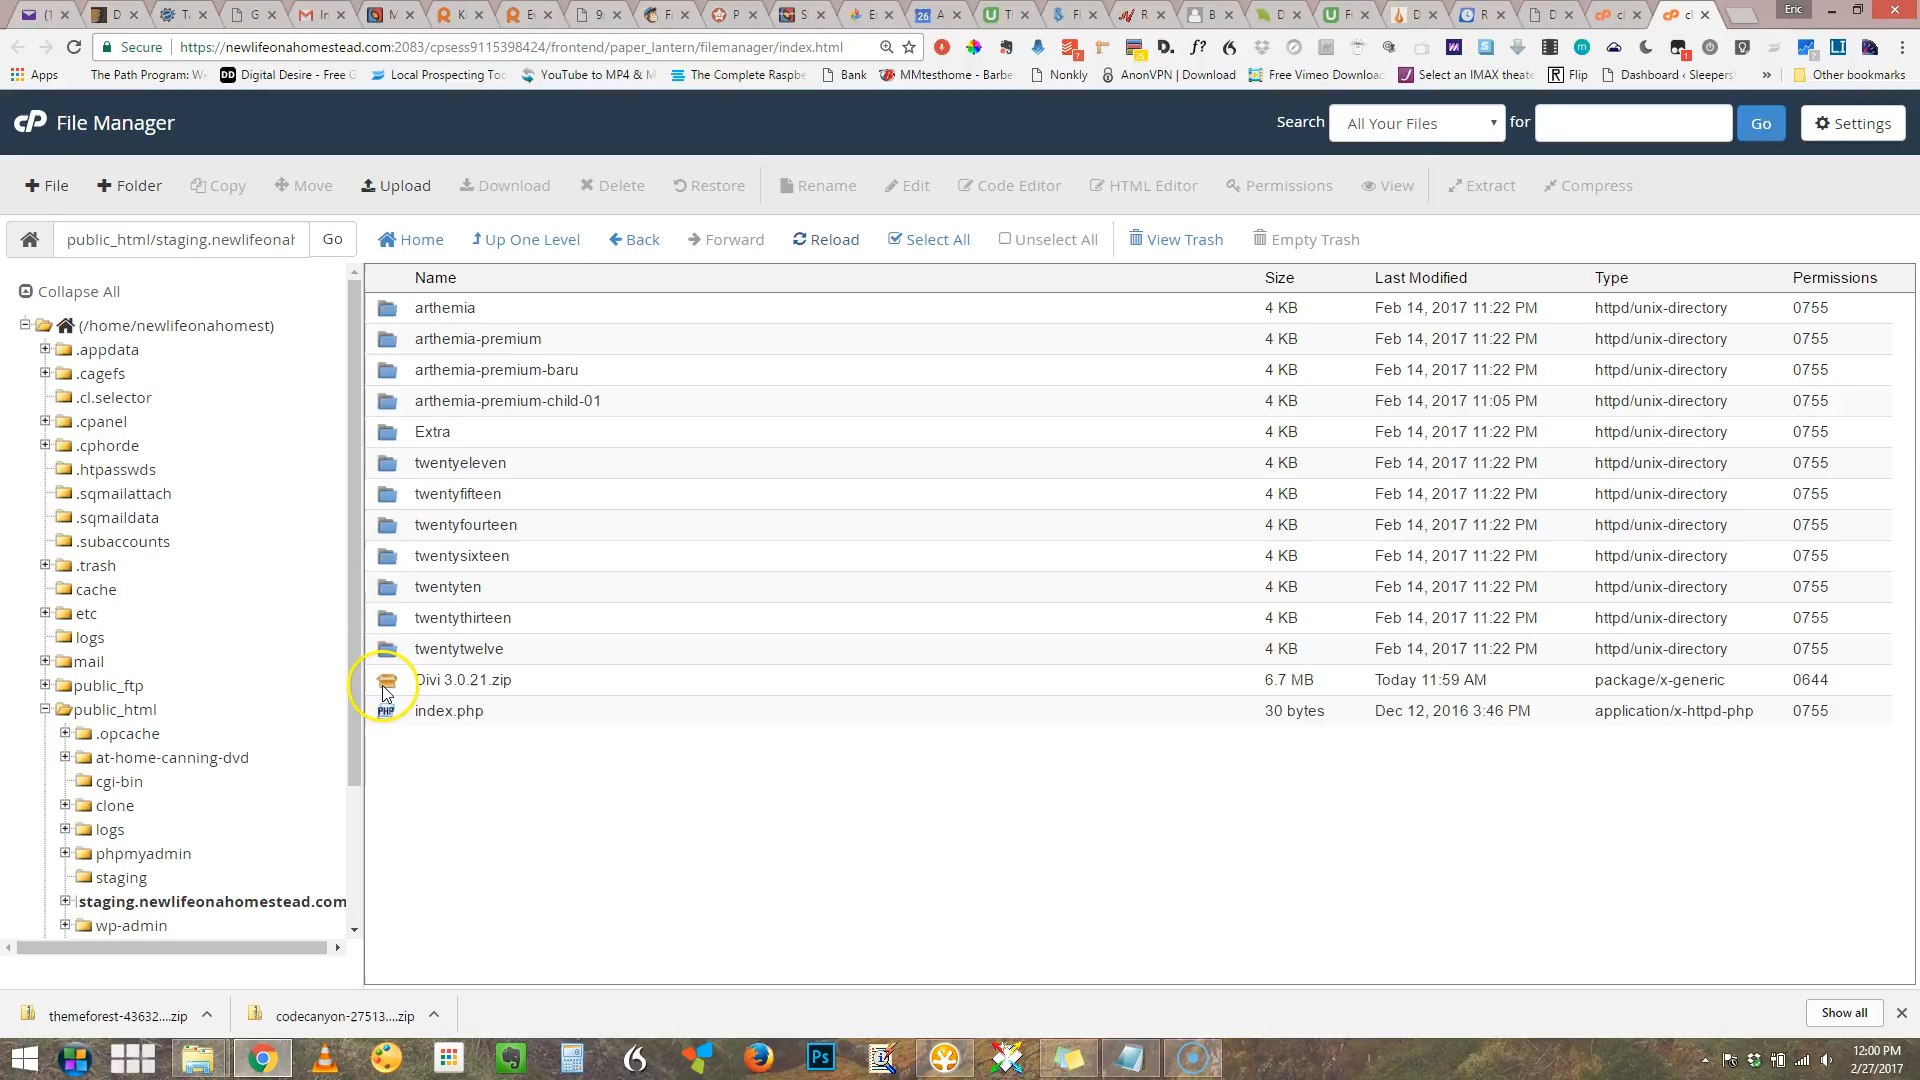 Eric
Secure https://newlifeonahomestead.com:2083/cpsess9115398424/frontend/paper_lantern/filemanager/index.html
Apps The Path Program: W Digital Desire - Free G Local Prospecting To YouTube to MP4 & M The Complete Raspbe Bank MMtesthome - Barbe Nonkly AnonVPN | Download Free Vimeo Download Select an IMAX theate Flip Dashboard ‹ Sleepers » Other bookmarks
cP File Manager
Search All Your Files for Go Settings
File Folder Copy Move Upload Download Delete Restore Rename Edit Code Editor HTML Editor Permissions View Extract Compress
public_html/staging.newlifeonal Go Home Up One Level Back Forward Reload Select All Unselect All View Trash Empty Trash
Collapse All
(/home/newlifeonahomest)
.appdata
.cagefs
.cl.selector
.cpanel
.cphorde
.htpasswds
.sqmailattach
.sqmaildata
.subaccounts
.trash
cache
etc
logs
mail
public_ftp
public_html
.opcache
at-home-canning-dvd
cgi-bin
clone
logs
phpmyadmin
staging
staging.newlifeonahomestead.com
wp-admin
Name Size Last Modified Type Permissions
arthemia 4 KB Feb 14, 2017 11:22 PM httpd/unix-directory 0755
arthemia-premium 4 KB Feb 14, 2017 11:22 PM httpd/unix-directory 0755
arthemia-premium-baru 4 KB Feb 14, 2017 11:22 PM httpd/unix-directory 0755
arthemia-premium-child-01 4 KB Feb 14, 2017 11:05 PM httpd/unix-directory 0755
Extra 4 KB Feb 14, 2017 11:22 PM httpd/unix-directory 0755
twentyeleven 4 KB Feb 14, 2017 11:22 PM httpd/unix-directory 0755
twentyfifteen 4 KB Feb 14, 2017 11:22 PM httpd/unix-directory 0755
twentyfourteen 4 KB Feb 14, 2017 11:22 PM httpd/unix-directory 0755
twentysixteen 4 KB Feb 14, 2017 11:22 PM httpd/unix-directory 0755
twentyten 4 KB Feb 14, 2017 11:22 PM httpd/unix-directory 0755
twentythirteen 4 KB Feb 14, 2017 11:22 PM httpd/unix-directory 0755
twentytwelve 4 KB Feb 14, 2017 11:22 PM httpd/unix-directory 0755
Divi 3.0.21.zip 6.7 MB Today 11:59 AM package/x-generic 0644
PHP index.php 30 bytes Dec 12, 2016 3:46 PM application/x-httpd-php 0755
themeforest-43632....zip codecanyon-27513....zip Show all
Ps
12:00 PM
2/27/2017